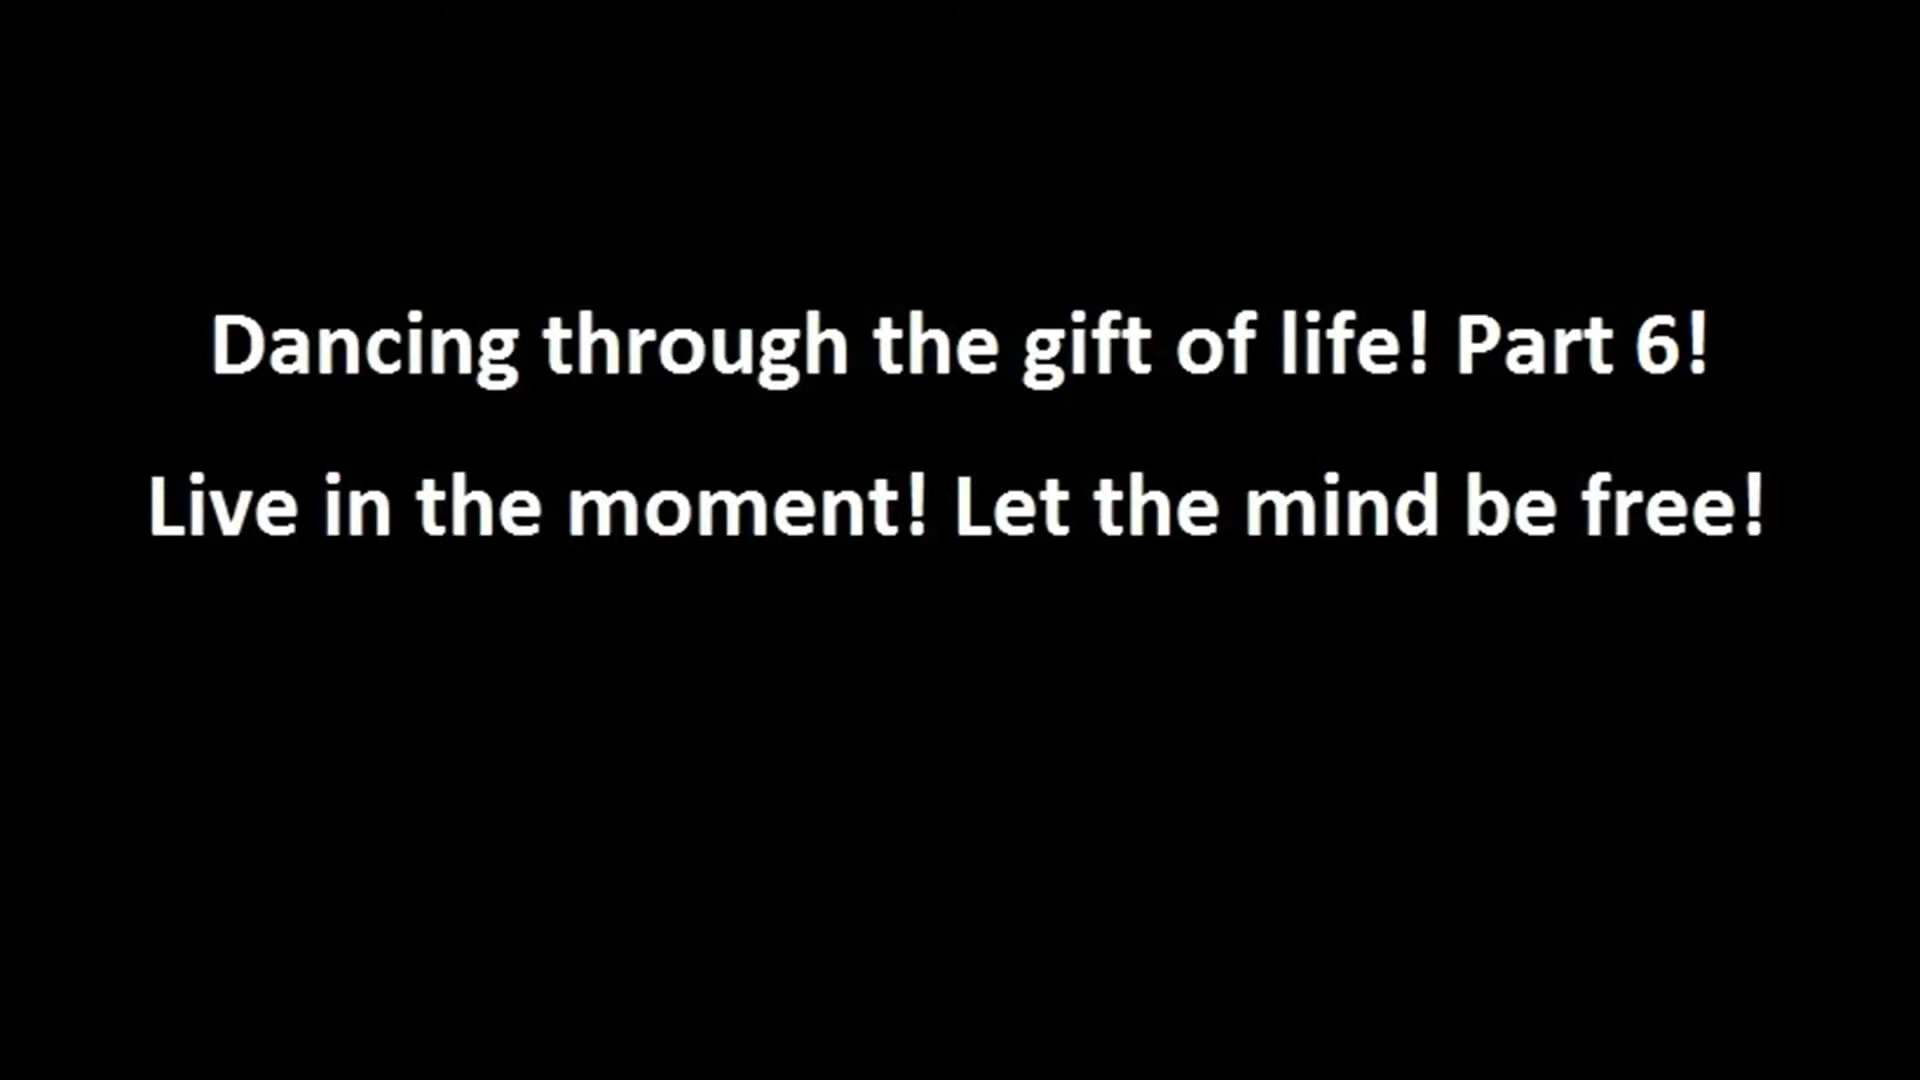 Dancing through the gift of life! Part 6!
Live in the moment! Let the mind be free!